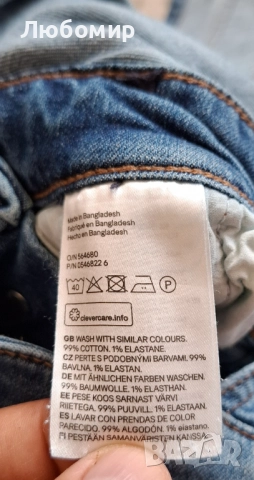 Любомир
Made in Bangladesh
Fabriqué en Bangladesh
Hecho en Bangladesh
O/N 564680
P/N 0546822 6
40
P
clevercare.info
GB WASH WITH SIMILAR COLOURS.
99% COTTON, 1% ELASTANE.
CZ PERTE S PODOBNÝMI BARVAMI. 99%
BAVLNA, 1% ELASTAN.
DE MIT ÄHNLICHEN FARBEN WASCHEN.
99% BAUMWOLLE, 1% ELASTHAN.
EE PESE KOOS SARNAST VÄRVI
RIIETEGA. 99% PUUVILL, 1% ELASTAAN.
ES LAVAR CON PRENDAS DE COLOR
PARECIDO. 99% ALGODÓN, 1% ELASTANO.
FI PESTÄÄN SAMANVÄRISTEN KANSSA.
bazar